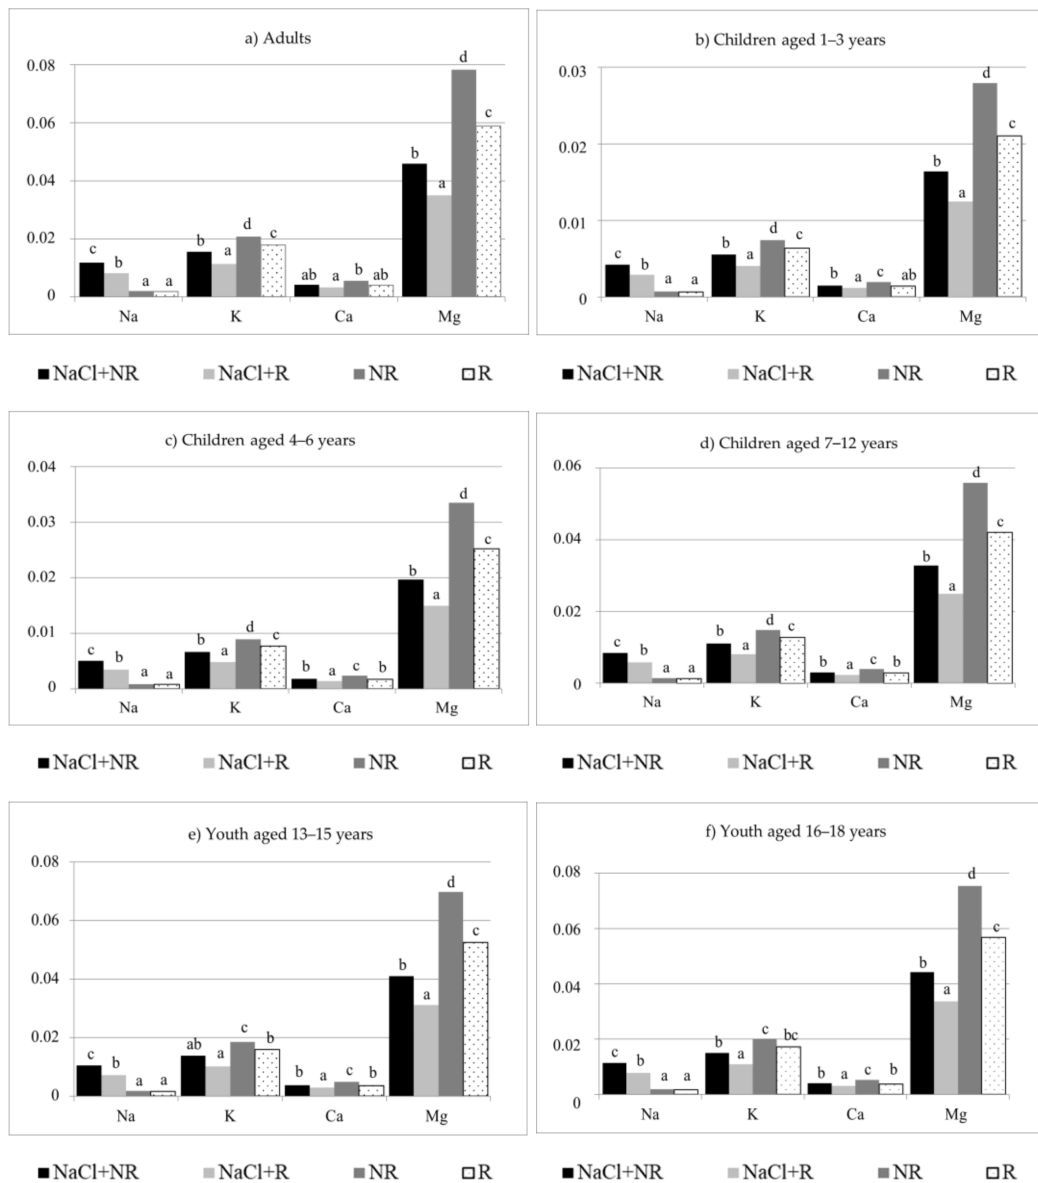 a) Adults
0.08
0.06
0.04
0.02
0
c b a a
b a d c
ab a b ab
b a d c
Na K Ca Mg
NaCl+NR NaCl+R NR R
b) Children aged 1–3 years
0.03
0.02
0.01
0
c b a a
b a d c
b a c ab
b a d c
Na K Ca Mg
NaCl+NR NaCl+R NR R
c) Children aged 4–6 years
0.04
0.03
0.02
0.01
0
c b a a
b a d c
b a c b
b a d c
Na K Ca Mg
NaCl+NR NaCl+R NR R
d) Children aged 7–12 years
0.06
0.04
0.02
0
c b a a
b a d c
b a c b
b a d c
Na K Ca Mg
NaCl+NR NaCl+R NR R
e) Youth aged 13–15 years
0.08
0.06
0.04
0.02
0
c b a a
ab a c b
b a c b
b a d c
Na K Ca Mg
NaCl+NR NaCl+R NR R
f) Youth aged 16–18 years
0.08
0.06
0.04
0.02
0
c b a a
b a c bc
b a c b
b a d c
Na K Ca Mg
NaCl+NR NaCl+R NR R